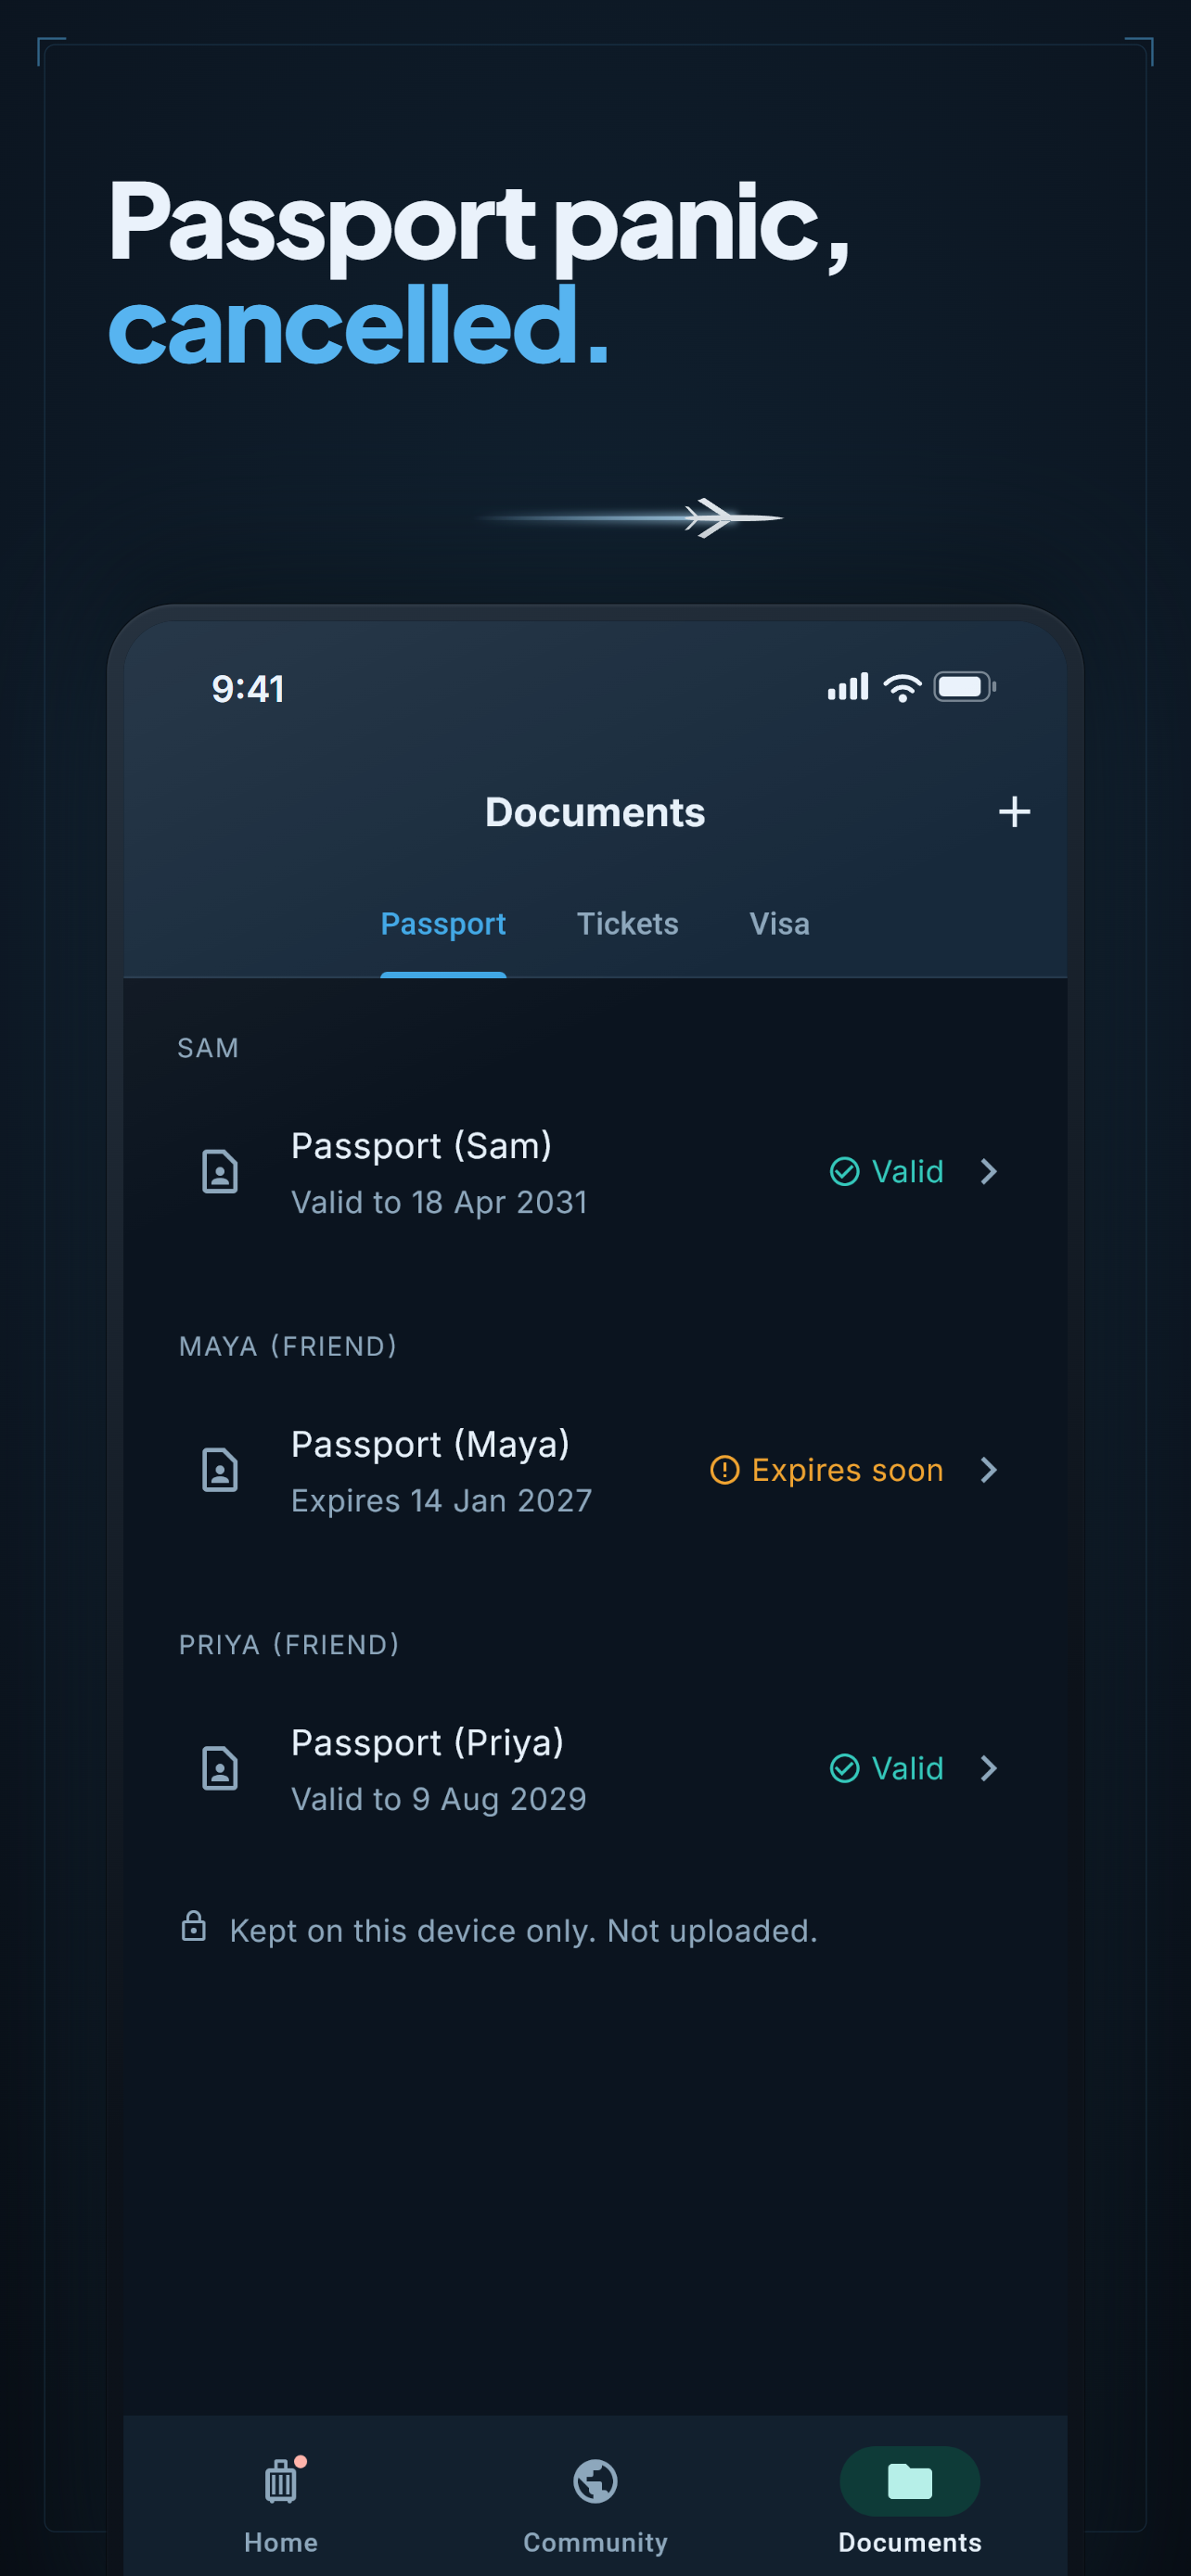 Passport panic,
cancelled.
9:41
Documents
Passport Tickets Visa
SAM
Passport (Sam)
Valid to 18 Apr 2031
Valid
MAYA (FRIEND)
Passport (Maya)
Expires 14 Jan 2027
Expires soon
PRIYA (FRIEND)
Passport (Priya)
Valid to 9 Aug 2029
Valid
Kept on this device only. Not uploaded.
Home Community Documents